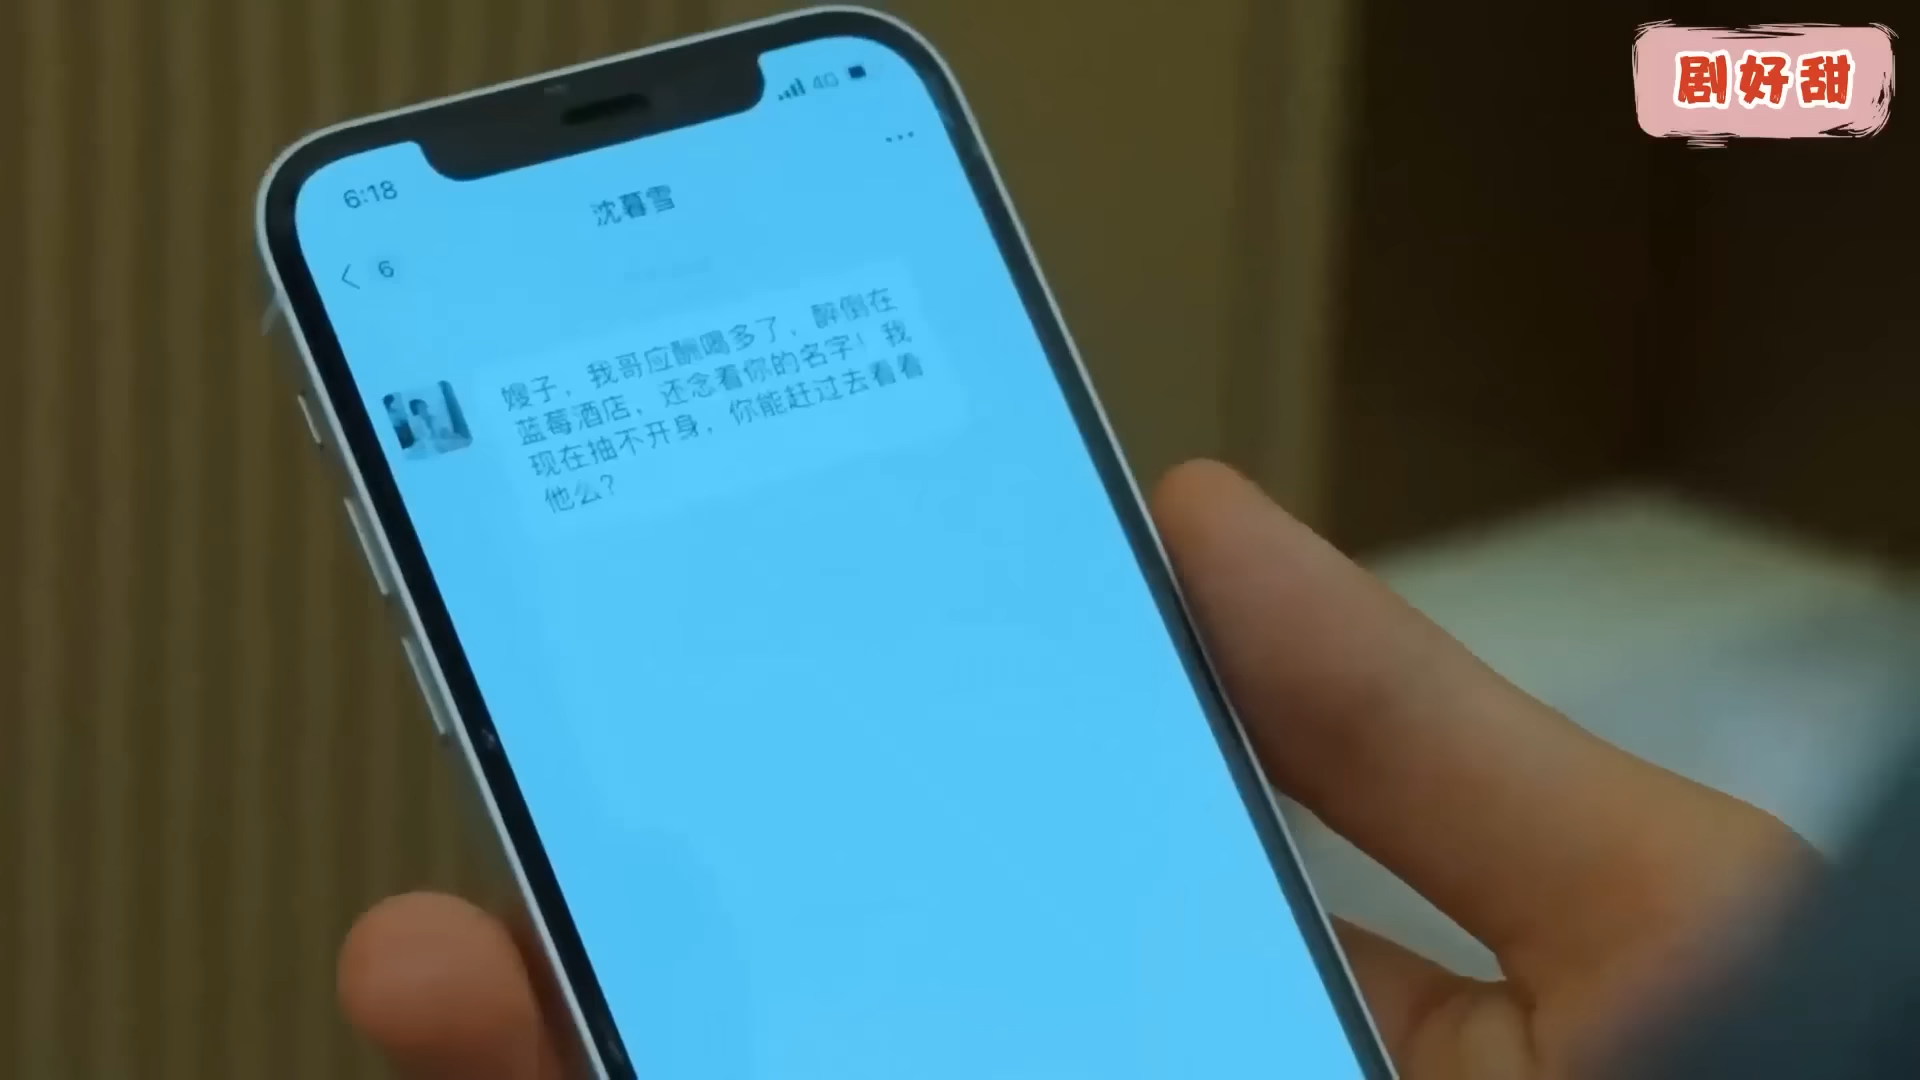 剧好甜
6:18
4G
沈暮雪
6
嫂子，我哥应酬喝多了，醉倒在
蓝莓酒店，还念着你的名字！我
现在抽不开身，你能赶过去看看
他么？